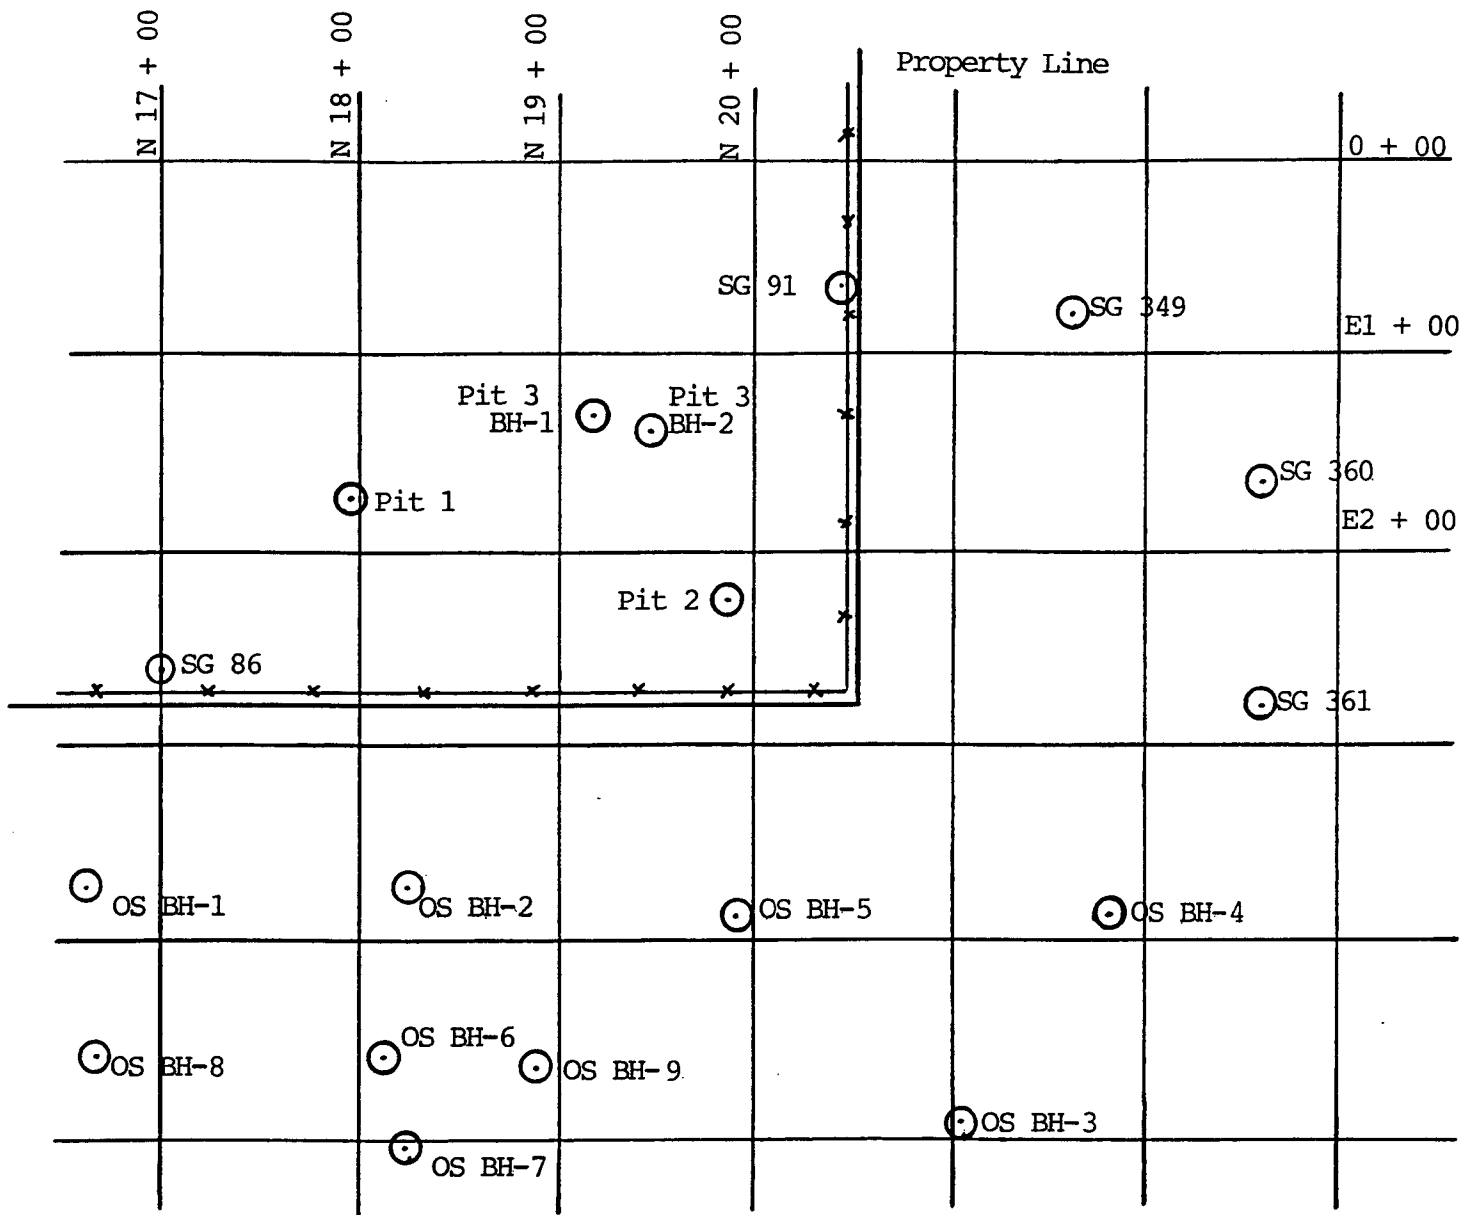 N 17 + 00
N 18 + 00
N 19 + 00
N 20 + 00
Property Line
0 + 00
SG 91
SG 349
E1 + 00
Pit 3
BH-1
Pit 3
BH-2
SG 360
Pit 1
E2 + 00
Pit 2
SG 86
SG 361
OS BH-1
OS BH-2
OS BH-5
OS BH-4
OS BH-6
OS BH-8
OS BH-9
OS BH-3
OS BH-7